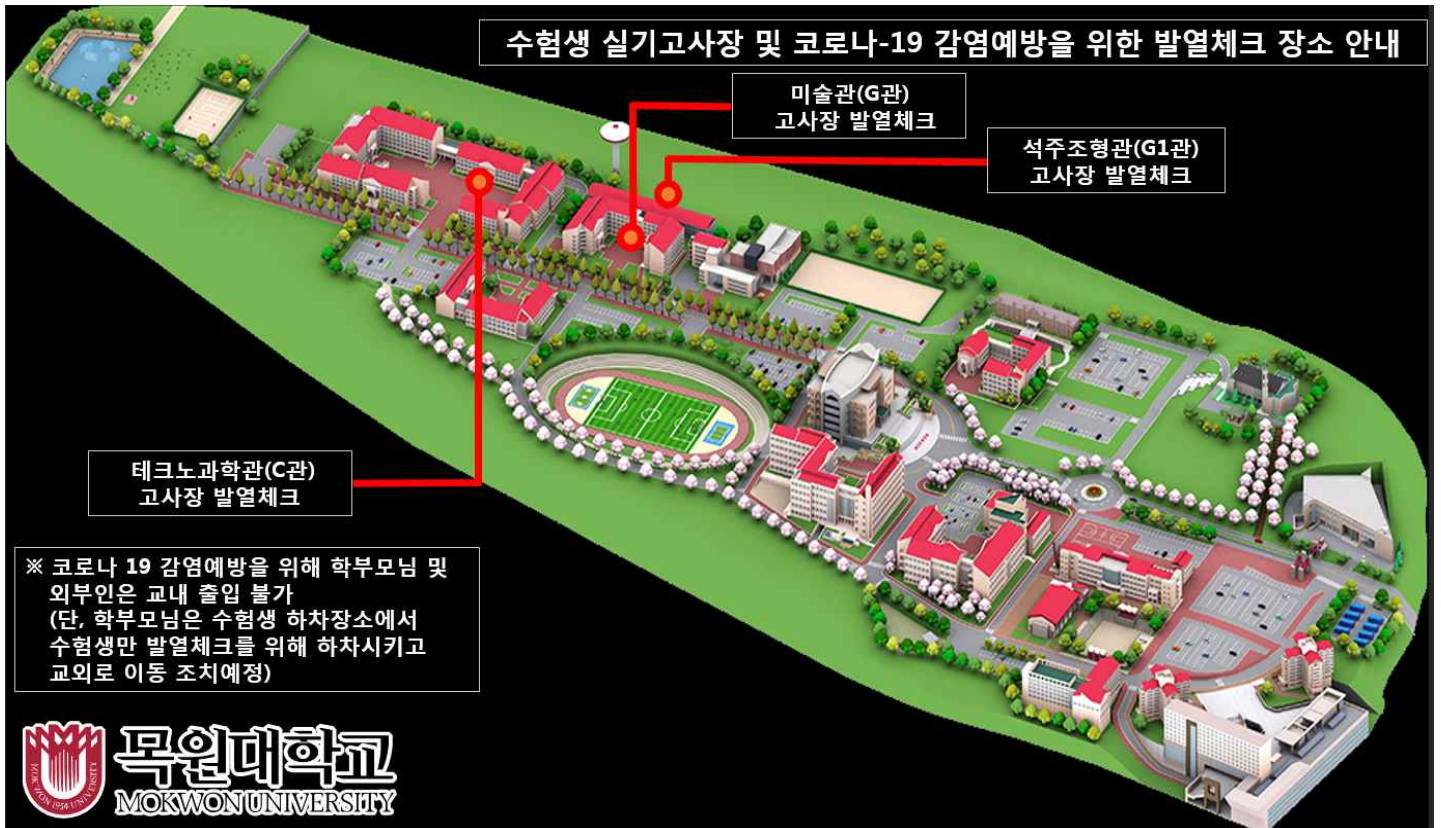 수험생 실기고사장 및 코로나-19 감염예방을 위한 발열체크 장소 안내
미술관(G관)
고사장 발열체크
석주조형관(G1관)
고사장 발열체크
테크노과학관(C관)
고사장 발열체크
※ 코로나 19 감염예방을 위해 학부모님 및
외부인은 교내 출입 불가
(단, 학부모님은 수험생 하차장소에서
수험생만 발열체크를 위해 하차시키고
교외로 이동 조치예정)
MOKWON 1954 UNIVERSITY
목원대학교
MOKWON UNIVERSITY